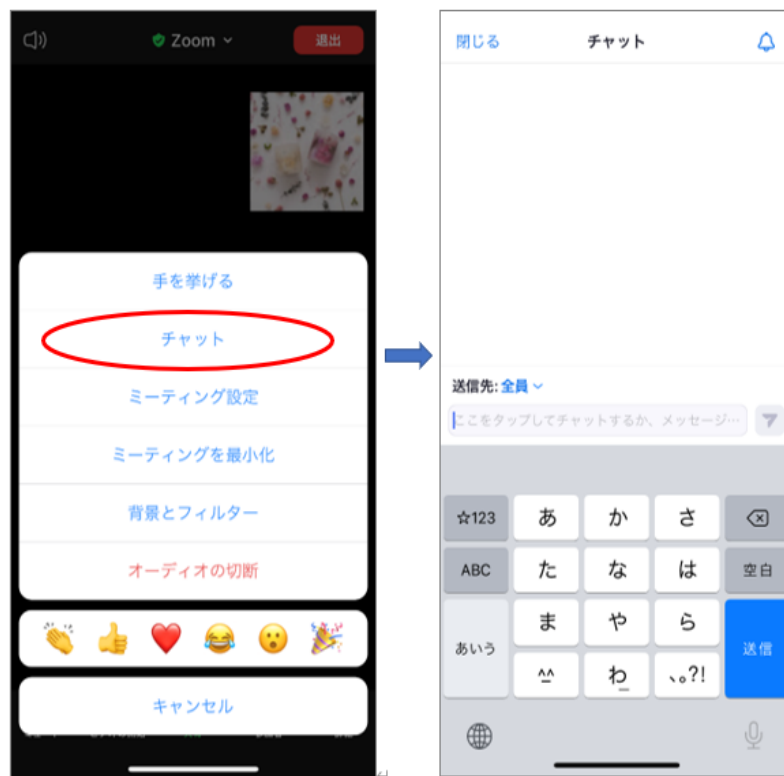 Zoom
退出
手を挙げる
チャット
ミーティング設定
ミーティングを最小化
背景とフィルター
オーディオの切断
キャンセル
閉じる
チャット
送信先: 全員
ここをタップしてチャットするか、メッセージ…
☆123
あ
か
さ
ABC
た
な
は
空白
あいう
ま
や
ら
送信
^^
わ
、。?!